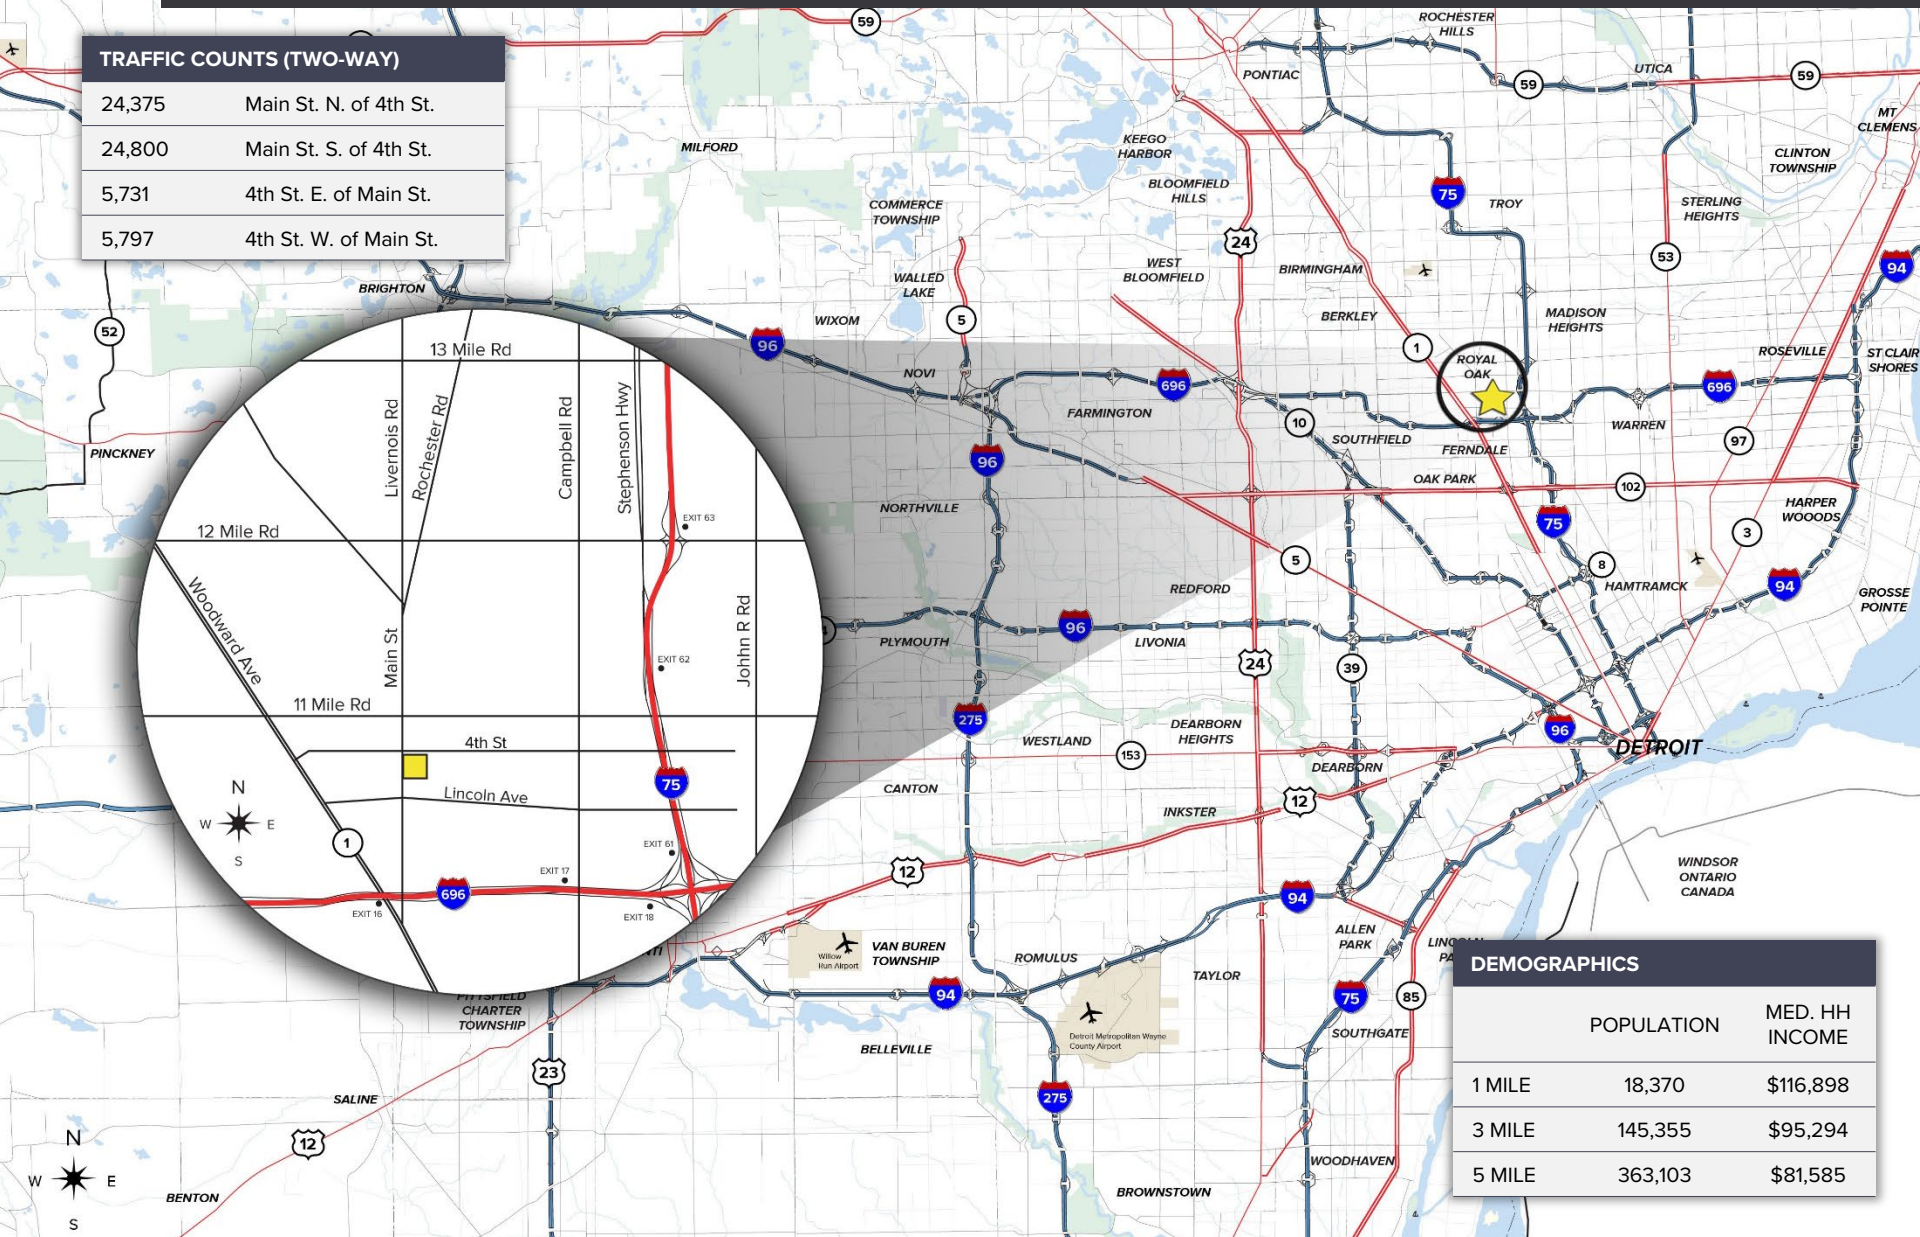 TRAFFIC COUNTS (TWO-WAY)
24,375 Main St. N. of 4th St.
24,800 Main St. S. of 4th St.
5,731 4th St. E. of Main St.
5,797 4th St. W. of Main St.
59
ROCHESTER
HILLS
PONTIAC
59
UTICA
59
MT
CLEMENS
MILFORD
KEEGO
HARBOR
CLINTON
TOWNSHIP
BLOOMFIELD
HILLS
75
TROY
COMMERCE
TOWNSHIP
STERLING
HEIGHTS
24
53
94
WEST
BLOOMFIELD
BIRMINGHAM
WALLED
LAKE
BRIGHTON
52
WIXOM
5
BERKLEY
MADISON
HEIGHTS
96
1
ROYAL
OAK
ROSEVILLE
ST CLAIR
SHORES
NOVI
696
696
FARMINGTON
10
SOUTHFIELD
FERNDALE
WARREN
97
PINCKNEY
96
OAK PARK
102
NORTHVILLE
HARPER
WOOODS
75
3
5
8
HAMTRAMCK
94
REDFORD
GROSSE
POINTE
PLYMOUTH
96
LIVONIA
24
39
275
WESTLAND
DEARBORN
HEIGHTS
153
96
DETROIT
DEARBORN
CANTON
12
INKSTER
12
WINDSOR
ONTARIO
CANADA
94
ALLEN
PARK
Willow
Run Airport
VAN BUREN
TOWNSHIP
ROMULUS
TAYLOR
94
75
85
PITTSFIELD
CHARTER
TOWNSHIP
Detroit Metropolitan Wayne
County Airport
SOUTHGATE
BELLEVILLE
23
275
SALINE
12
WOODHAVEN
BENTON
BROWNSTOWN
N
W E
S
13 Mile Rd
Livernois Rd
Rochester Rd
Campbell Rd
Stephenson Hwy
EXIT 63
12 Mile Rd
Woodward Ave
Main St
EXIT 62
Johhn R Rd
11 Mile Rd
4th St
75
Lincoln Ave
N
W E
S
1
EXIT 61
EXIT 17
696
EXIT 16
EXIT 18
DEMOGRAPHICS
POPULATION MED. HH
INCOME
1 MILE 18,370 $116,898
3 MILE 145,355 $95,294
5 MILE 363,103 $81,585